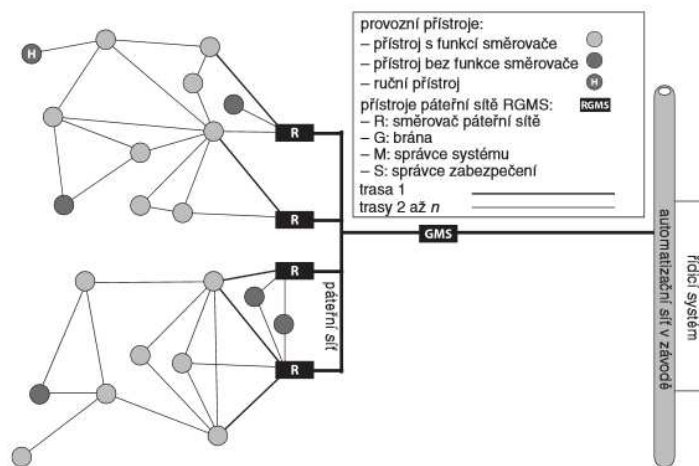 provozní přístroje:
– přístroj s funkcí směrovače
– přístroj bez funkce směrovače
– ruční přístroj
H
přístroje páteřní sítě RGMS:
RGMS
– R: směrovač páteřní sítě
– G: brána
– M: správce systému
– S: správce zabezpečení
trasa 1
trasy 2 až n
H
R
R
R
R
páteřní síť
GMS
automatizační síť v závodě
řídicí systém